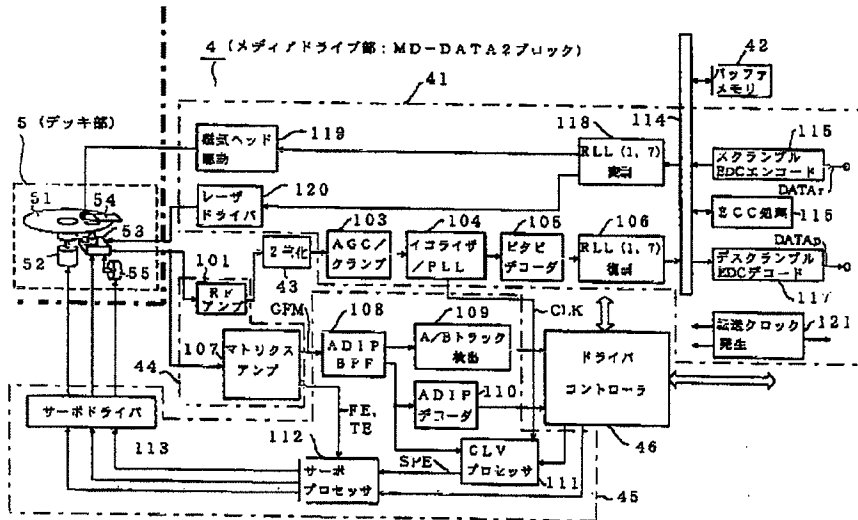 4 (メディアドライブ部:MD-DATA2ブロック)
41
42
バッファ
メモリ
114
5 (デッキ部)
磁気ヘッド
駆動
119
118
RLL (1, 7)
変調
115
スクランブル
EDCエンコード
DATAr
レーザ
ドライバ
120
51
54
53
52
55
ECC処理
116
103
AGC/
クランプ
104
イコライザ
/PLL
105
ビタビ
デコーダ
106
RLL (1, 7)
復調
DATAp
デスクランブル
EDCデコード
117
2値化
43
101
RF
アンプ
GFM
CLK
転送クロック
発生
121
107
マトリクス
アンプ
44
108
ADIP
BPF
109
A/Bトラック
検出
ドライバ
コントローラ
46
110
ADIP
デコーダ
FE,
TE
サーボドライバ
113
112
サーボ
プロセッサ
SPE
CLV
プロセッサ
111
45